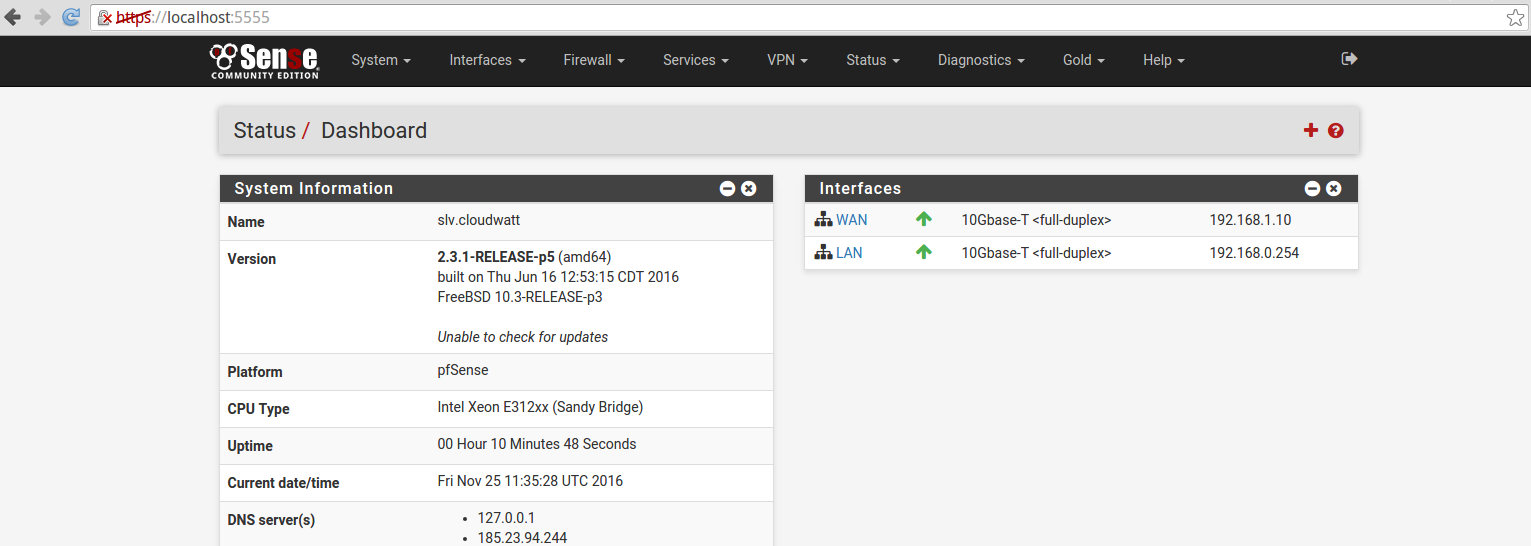 https://localhost:5555
Sense
COMMUNITY EDITION
System Interfaces Firewall Services VPN Status Diagnostics Gold Help
Status / Dashboard
System Information
Name slv.cloudwatt
Version 2.3.1-RELEASE-p5 (amd64)
built on Thu Jun 16 12:53:15 CDT 2016
FreeBSD 10.3-RELEASE-p3
Unable to check for updates
Platform pfSense
CPU Type Intel Xeon E312xx (Sandy Bridge)
Uptime 00 Hour 10 Minutes 48 Seconds
Current date/time Fri Nov 25 11:35:28 UTC 2016
DNS server(s) • 127.0.0.1
• 185.23.94.244
Interfaces
WAN 10Gbase-T <full-duplex> 192.168.1.10
LAN 10Gbase-T <full-duplex> 192.168.0.254